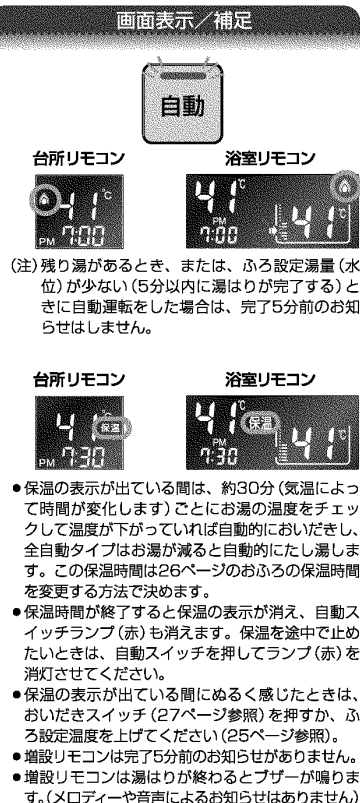 画面表示／補足
自動
台所リモコン
浴室リモコン
41℃
PM 7:00
41℃
PM
7:00
41℃
(注)残り湯があるとき、または、ふろ設定湯量(水
位)が少ない(5分以内に湯はりが完了する)と
きに自動運転をした場合は、完了5分前のお知
らせはしません。
台所リモコン
浴室リモコン
41℃
保温
PM 7:30
41℃
保温
PM
7:30
41℃
●保温の表示が出ている間は、約30分(気温によっ
て時間が変化します)ごとにお湯の温度をチェッ
クして温度が下がっていれば自動的においだきし、
全自動タイプはお湯が減ると自動的にたし湯しま
す。この保温時間は26ページのおふろの保温時間
を変更する方法で決めます。
●保温時間が終了すると保温の表示が消え、自動ス
イッチランプ(赤)も消えます。保温を途中で止め
たいときは、自動スイッチを押してランプ(赤)を
消灯させてください。
●保温の表示が出ている間にぬるく感じたときは、
おいだきスイッチ(27ページ参照)を押すか、ふ
ろ設定温度を上げてください(25ページ参照)。
●増設リモコンは完了5分前のお知らせがありません。
●増設リモコンは湯はりが終わるとブザーが鳴りま
す。(メロディーや音声によるお知らせはありません)